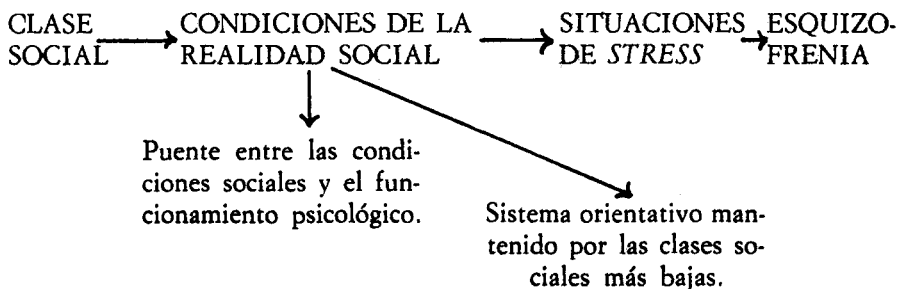 CLASE SOCIAL
CONDICIONES DE LA REALIDAD SOCIAL
SITUACIONES DE STRESS
ESQUIZO-
FRENIA
Puente entre las condi-
ciones sociales y el fun-
cionamiento psicológico.
Sistema orientativo man-
tenido por las clases so-
ciales más bajas.